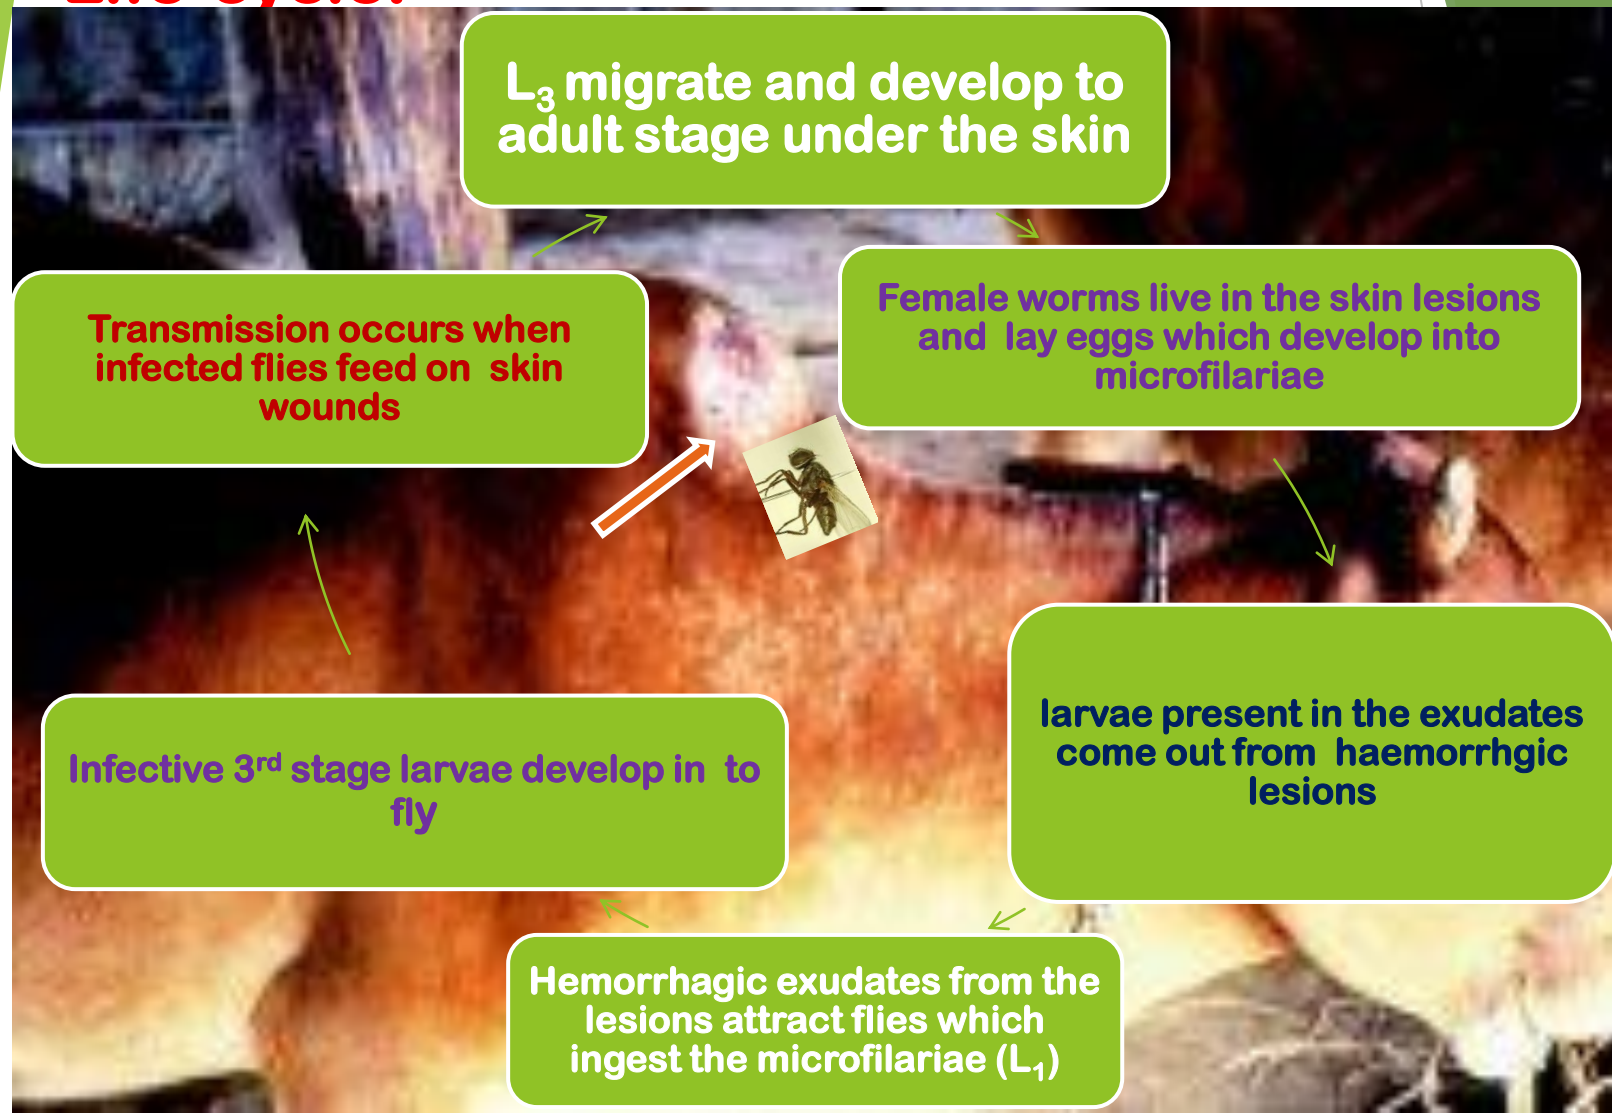 Life cycle:
L₃ migrate and develop to
adult stage under the skin
Female worms live in the skin lesions
and lay eggs which develop into
microfilariae
larvae present in the exudates
come out from haemorrhgic
lesions
Hemorrhagic exudates from the
lesions attract flies which
ingest the microfilariae (L₁)
Infective 3rd stage larvae develop in to
fly
Transmission occurs when
infected flies feed on skin
wounds